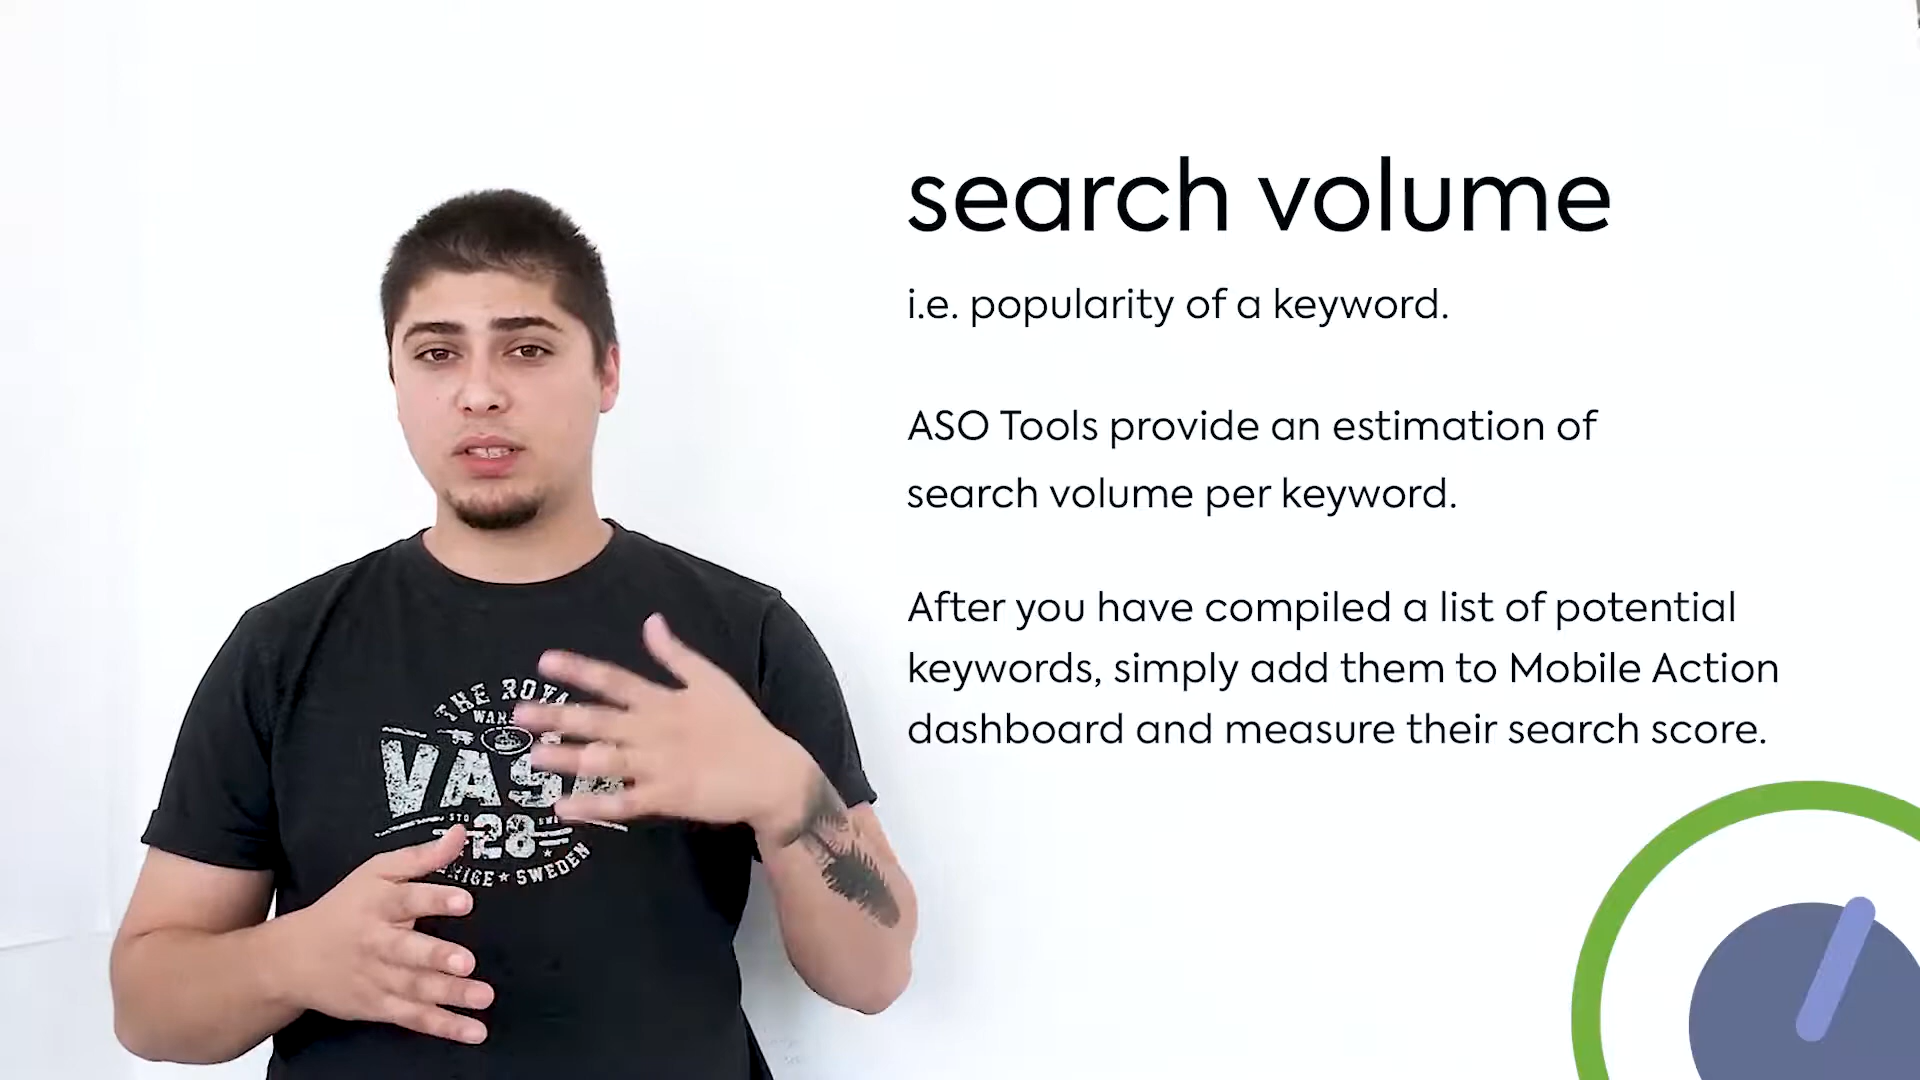 search volume
i.e. popularity of a keyword.
ASO Tools provide an estimation of
search volume per keyword.
After you have compiled a list of potential
keywords, simply add them to Mobile Action
dashboard and measure their search score.
THE ROYAL
VASA
STO
28
SWEDEN